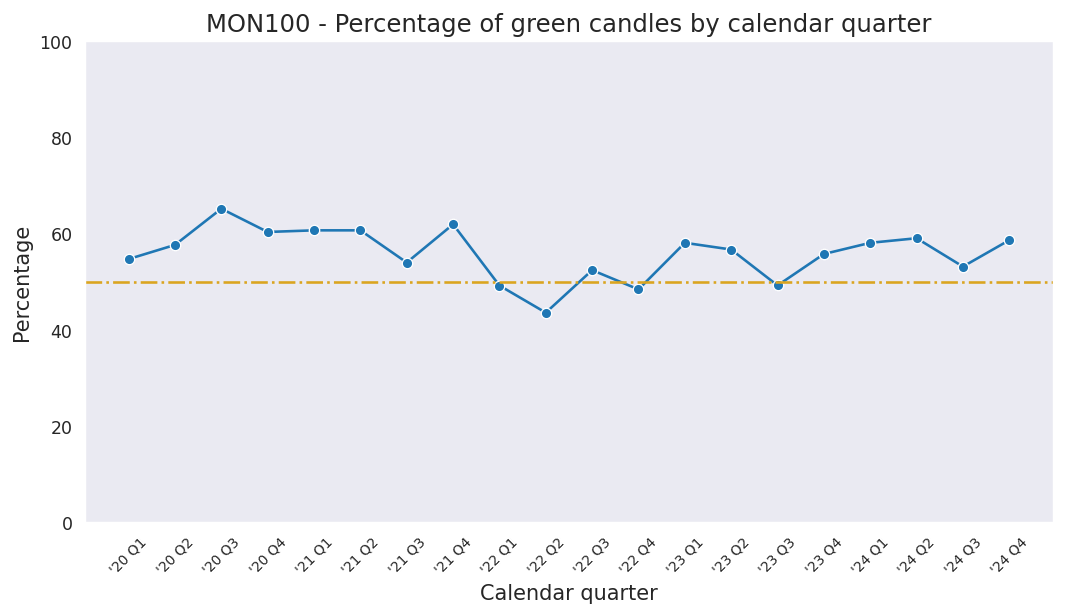 MON100 - Percentage of green candles by calendar quarter
Percentage
100
80
60
40
20
0
'20 Q1
'20 Q2
'20 Q3
'20 Q4
'21 Q1
'21 Q2
'21 Q3
'21 Q4
'22 Q1
'22 Q2
'22 Q3
'22 Q4
'23 Q1
'23 Q2
'23 Q3
'23 Q4
'24 Q1
'24 Q2
'24 Q3
'24 Q4
Calendar quarter